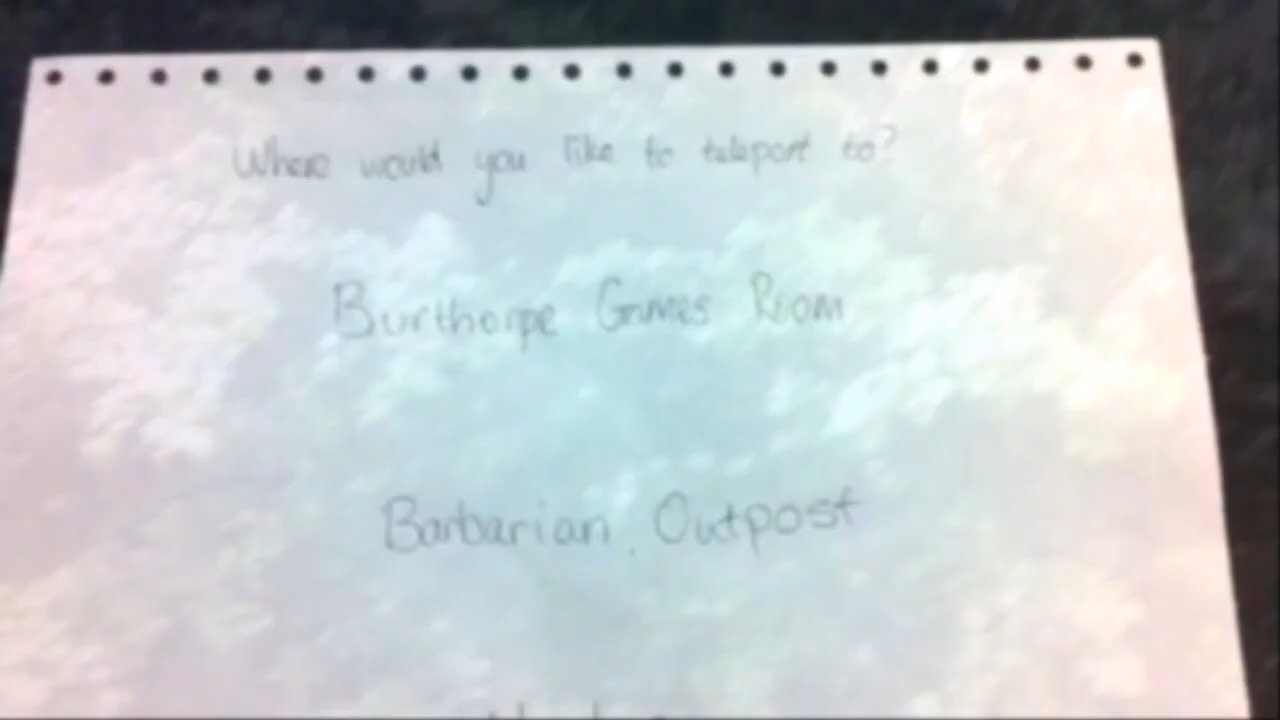 Where would you like to teleport to?
Burthorpe Games Room
Barbarian Outpost